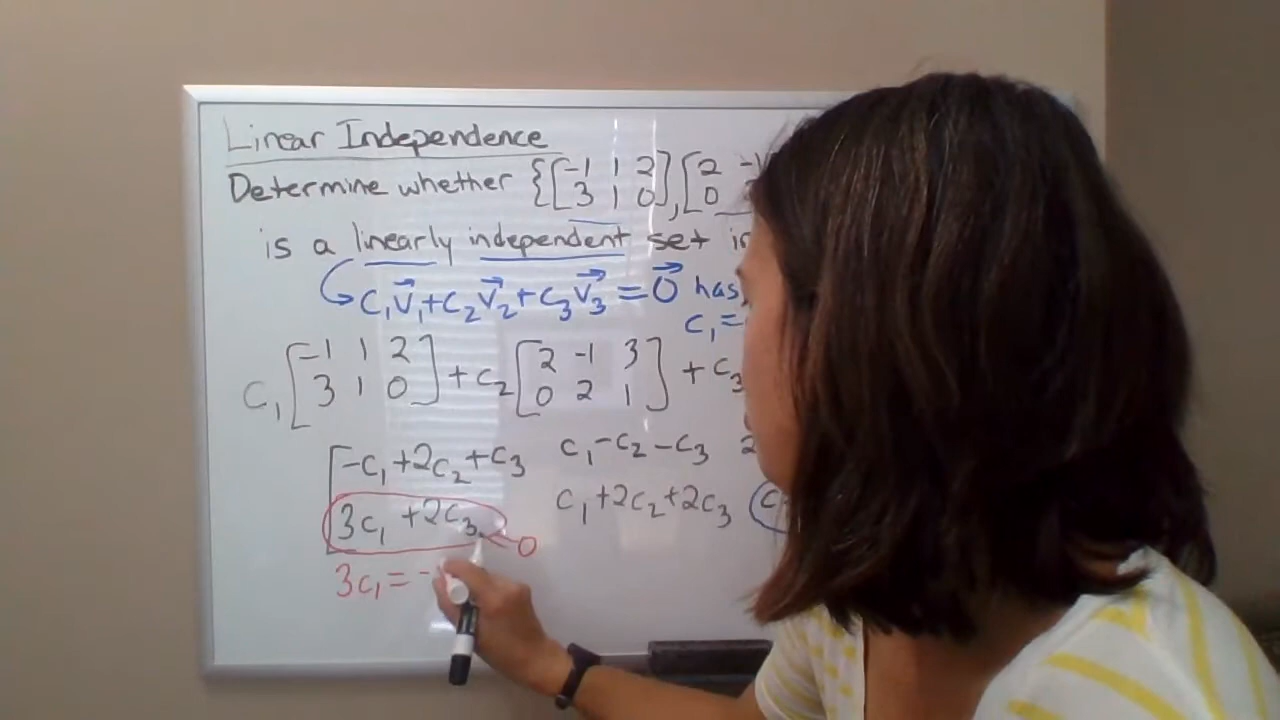 Linear Independence
Determine whether {[-1 1 2 3 1 0], [2 -1 0
is a linearly independent set
c₁v⃗₁+c₂v⃗₂+c₃v⃗₃=0⃗ has
c₁=
c₁[-1 1 2 3 1 0]+c₂[2 -1 3 0 2 1]+c₃
[-c₁+2c₂+c₃ c₁-c₂-c₃ 2
3c₁+2c₃ c₁+2c₂+2c₃ c
0
3c₁=-